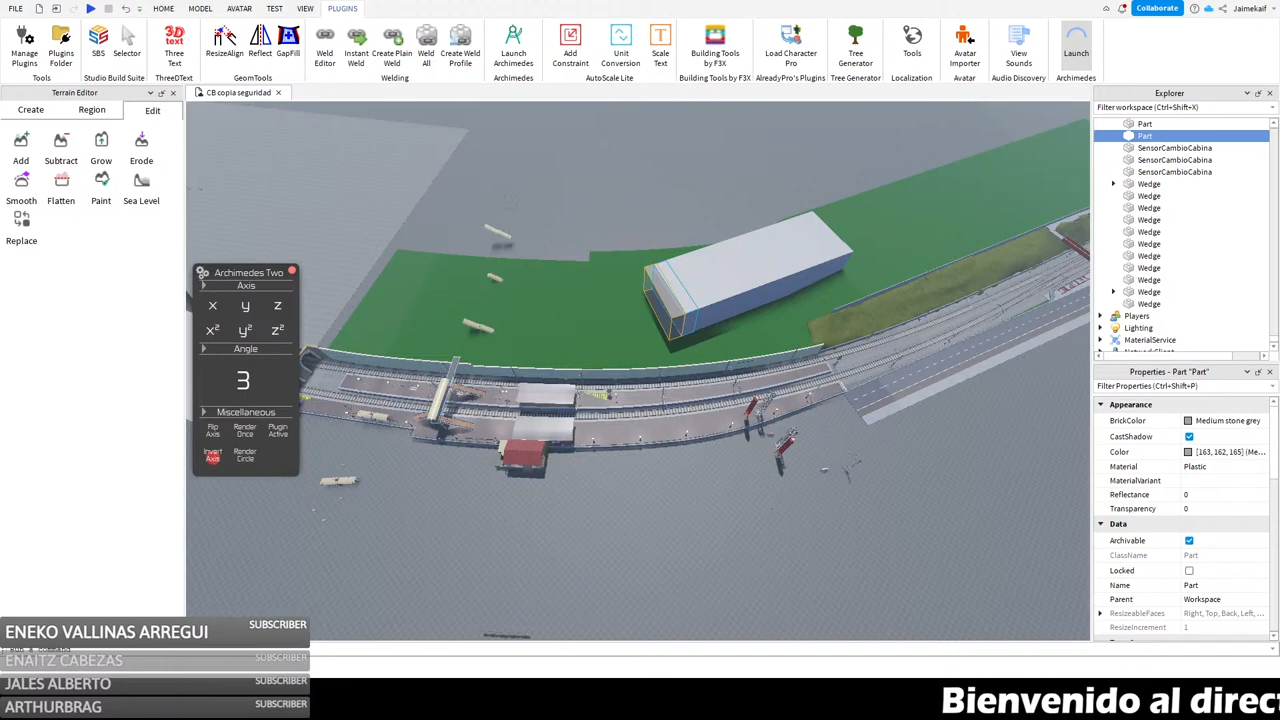 FILE HOME MODEL AVATAR TEST VIEW PLUGINS Collaborate Jaimekaif
3D text
Manage Plugins Plugins Folder SBS Selector Three Text ResizeAlign Reflect GapFill Weld Editor Instant Weld Create Plain Weld Weld All Create Weld Profile Launch Archimedes Add Constraint Unit Conversion Scale Text Building Tools by F3X Load Character Pro Tree Generator Tools Avatar Importer View Sounds Launch
Tools Studio Build Suite ThreeDText GeomTools Welding Archimedes AutoScale Lite Building Tools by F3X AlreadyPro's Plugins Tree Generator Localization Avatar Audio Discovery Archimedes
Terrain Editor
CB copia seguridad
Create Region Edit
Add Subtract Grow Erode
Smooth Flatten Paint Sea Level
Replace
Archimedes Two
Axis
x y z
x² y² z²
Angle
3
Miscellaneous
Flip Axis Render Once Plugin Active
Invert Axis Render Circle
Explorer
Filter workspace (Ctrl+Shift+X)
Part
Part
SensorCambioCabina
SensorCambioCabina
SensorCambioCabina
Wedge
Wedge
Wedge
Wedge
Wedge
Wedge
Wedge
Wedge
Wedge
Wedge
Wedge
Players
Lighting
MaterialService
Properties - Part "Part"
Filter Properties (Ctrl+Shift+P)
Appearance
BrickColor Medium stone grey
CastShadow
Color [163, 162, 165] (Me...
Material Plastic
MaterialVariant
Reflectance 0
Transparency 0
Data
Archivable
ClassName Part
Locked
Name Part
Parent Workspace
ResizeableFaces Right, Top, Back, Left, ...
ResizeIncrement 1
ENEKO VALLINAS ARREGUI SUBSCRIBER
ENAITZ CABEZAS SUBSCRIBER
JALES ALBERTO SUBSCRIBER
ARTHURBRAG SUBSCRIBER
Bienvenido al direc